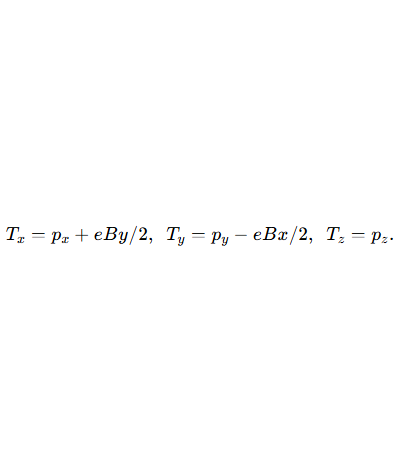 T_x = p_x + eBy/2, T_y = p_y − eBx/2, T_z = p_z.